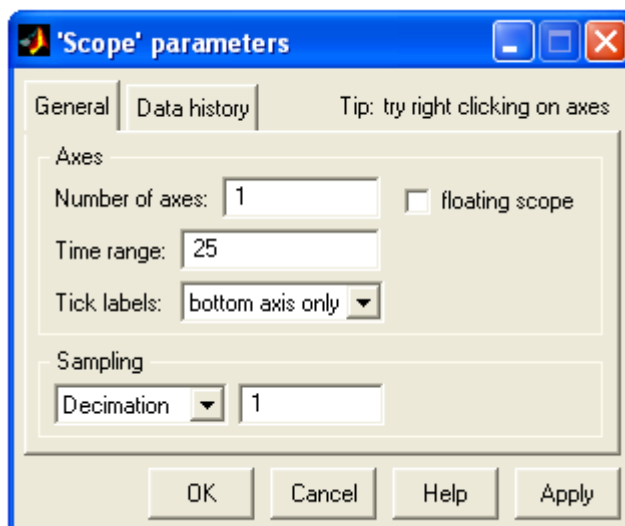 'Scope' parameters
General Data history Tip: try right clicking on axes
Axes
Number of axes: 1 floating scope
Time range: 25
Tick labels: bottom axis only
Sampling
Decimation 1
OK Cancel Help Apply